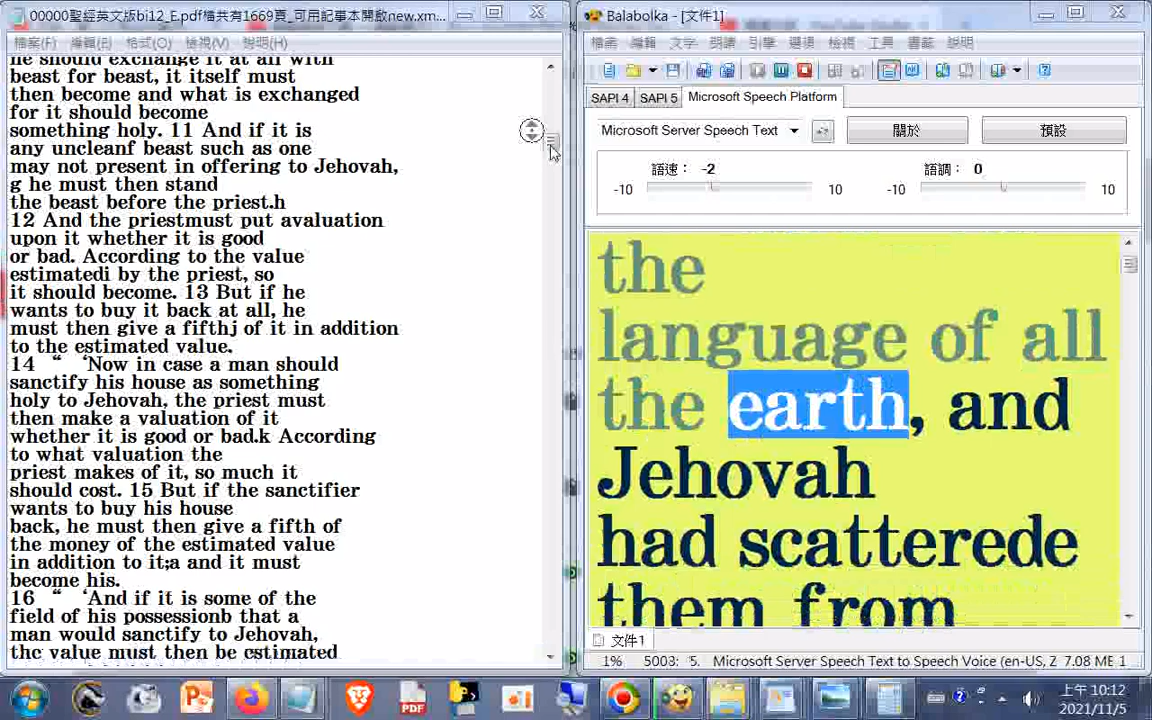 00000聖經英文版bi12_E.pdf檔共有1669頁_可用記事本開啟new.xm...
檔案(F) 編輯(E) 格式(O) 檢視(V) 說明(H)
he should exchange it at all with
beast for beast, it itself must
then become and what is exchanged
for it should become
something holy. 11 And if it is
any uncleanf beast such as one
may not present in offering to Jehovah,
g he must then stand
the beast before the priest.h
12 And the priestmust put avaluation
upon it whether it is good
or bad. According to the value
estimatedi by the priest, so
it should become. 13 But if he
wants to buy it back at all, he
must then give a fifthj of it in addition
to the estimated value.
14 “ ‘Now in case a man should
sanctify his house as something
holy to Jehovah, the priest must
then make a valuation of it
whether it is good or bad.k According
to what valuation the
priest makes of it, so much it
should cost. 15 But if the sanctifier
wants to buy his house
back, he must then give a fifth of
the money of the estimated value
in addition to it;a and it must
become his.
16 “ ‘And if it is some of the
field of his possessionb that a
man would sanctify to Jehovah,
the value must then be estimated
Balabolka - [文件1]
檔案 編輯 文字 朗讀 引擎 選項 檢視 工具 書籤 說明
SAPI 4 SAPI 5 Microsoft Speech Platform
Microsoft Server Speech Text 關於 預設
語速： -2 語調： 0
-10 10 -10 10
the
language of all
the earth, and
Jehovah
had scatterede
them from
文件1
1% 5003: 5. Microsoft Server Speech Text to Speech Voice (en-US, Z 7.08 ME 1
PDF
上午 10:12
2021/11/5